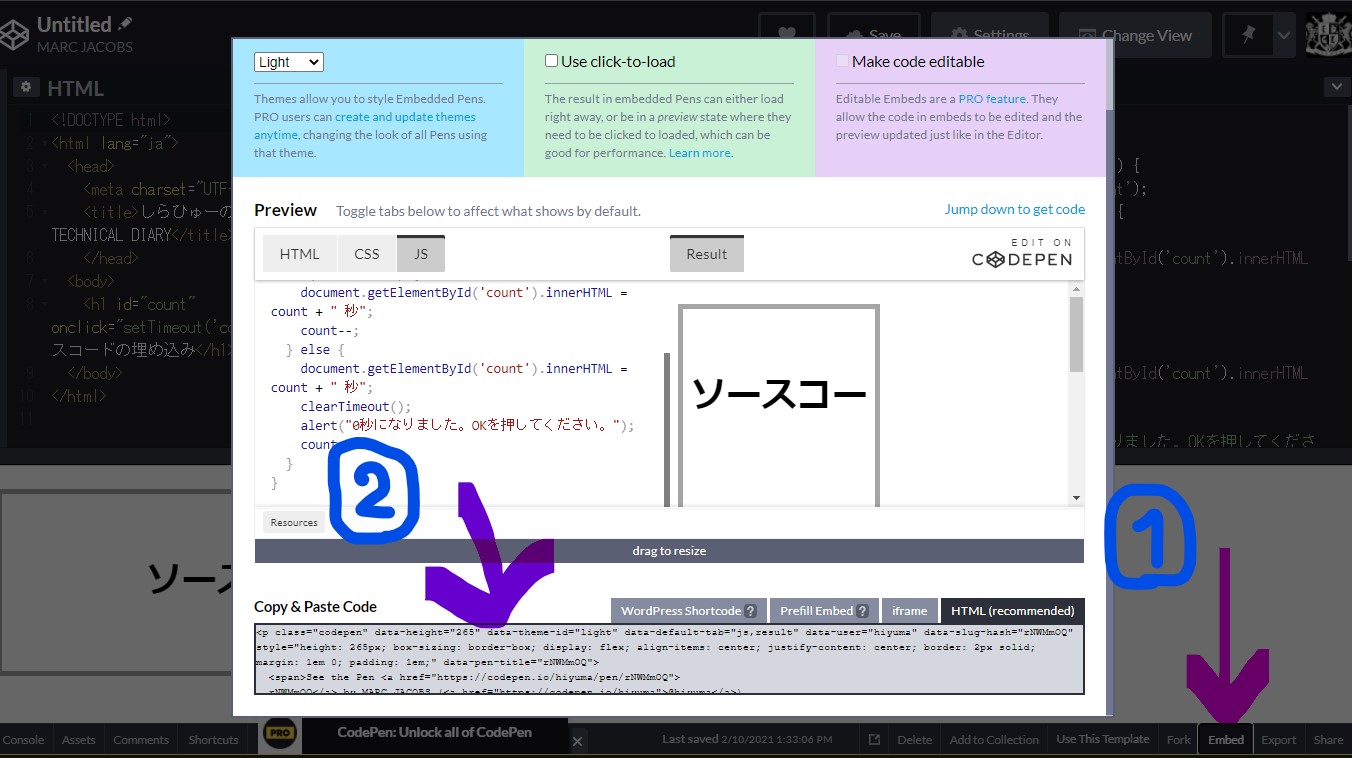 Untitled
MARC JACOBS
Save
Settings
Change View
HTML
1 <!DOCTYPE html>
2 <html lang="ja">
3 <head>
4 <meta charset="UTF-
5 <title>しらひゅーの
TECHNICAL DIARY</title>
6 </head>
7 <body>
8 <h1 id="count"
onclick="setTimeout('co
スコードの埋め込み</h1>
9 </body>
10 </html>
11
) {
t');
{
tById('count').innerHTML
tById('count').innerHTML
りました。OKを押してくださ
ソース
Light
Themes allow you to style Embedded Pens.
PRO users can create and update themes
anytime, changing the look of all Pens using
that theme.
Use click-to-load
The result in embedded Pens can either load
right away, or be in a preview state where they
need to be clicked to loaded, which can be
good for performance. Learn more.
Make code editable
Editable Embeds are a PRO feature. They
allow the code in embeds to be edited and the
preview updated just like in the Editor.
Preview Toggle tabs below to affect what shows by default. Jump down to get code
HTML CSS JS Result
EDIT ON
CODEPEN
document.getElementById('count').innerHTML =
count + " 秒";
count--;
} else {
document.getElementById('count').innerHTML =
count + " 秒";
clearTimeout();
alert("0秒になりました。OKを押してください。");
count
}
}
ソースコー
2
1
Resources
drag to resize
Copy & Paste Code WordPress Shortcode ? Prefill Embed ? iframe HTML (recommended)
<p class="codepen" data-height="265" data-theme-id="light" data-default-tab="js,result" data-user="hiyuma" data-slug-hash="rNWMmOQ"
style="height: 265px; box-sizing: border-box; display: flex; align-items: center; justify-content: center; border: 2px solid;
margin: 1em 0; padding: 1em;" data-pen-title="rNWMmOQ">
<span>See the Pen <a href="https://codepen.io/hiyuma/pen/rNWMmOQ">
rNWMmOQ</a> by MARC JACOBS (<a href="https://codepen.io/hiyuma">@hiyuma</a>)
Console Assets Comments Shortcuts PRO CodePen: Unlock all of CodePen × Last saved 2/10/2021 1:33:06 PM Delete Add to Collection Use This Template Fork Embed Export Share